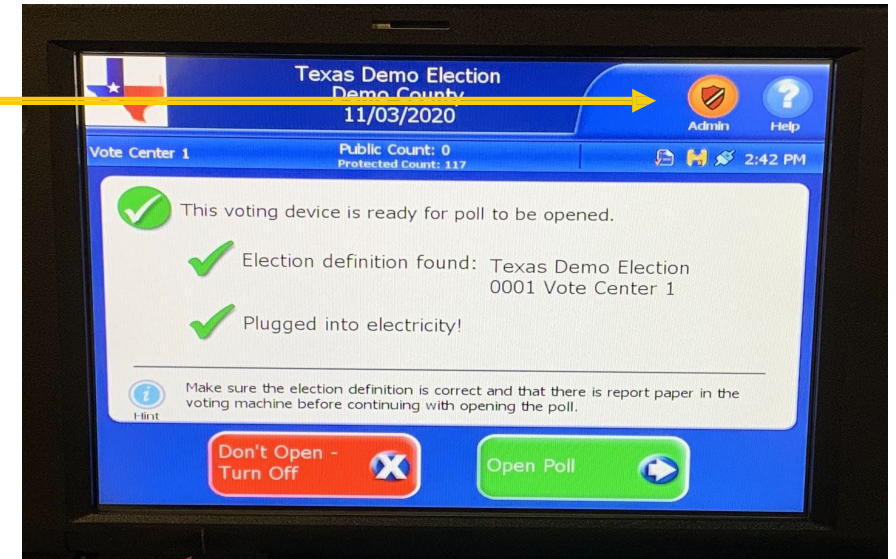 Texas Demo Election
Demo County
11/03/2020
Admin
Help
Vote Center 1
Public Count: 0
Protected Count: 117
2:42 PM
This voting device is ready for poll to be opened.
Election definition found: Texas Demo Election
0001 Vote Center 1
Plugged into electricity!
Hint
Make sure the election definition is correct and that there is report paper in the
voting machine before continuing with opening the poll.
Don't Open -
Turn Off
Open Poll